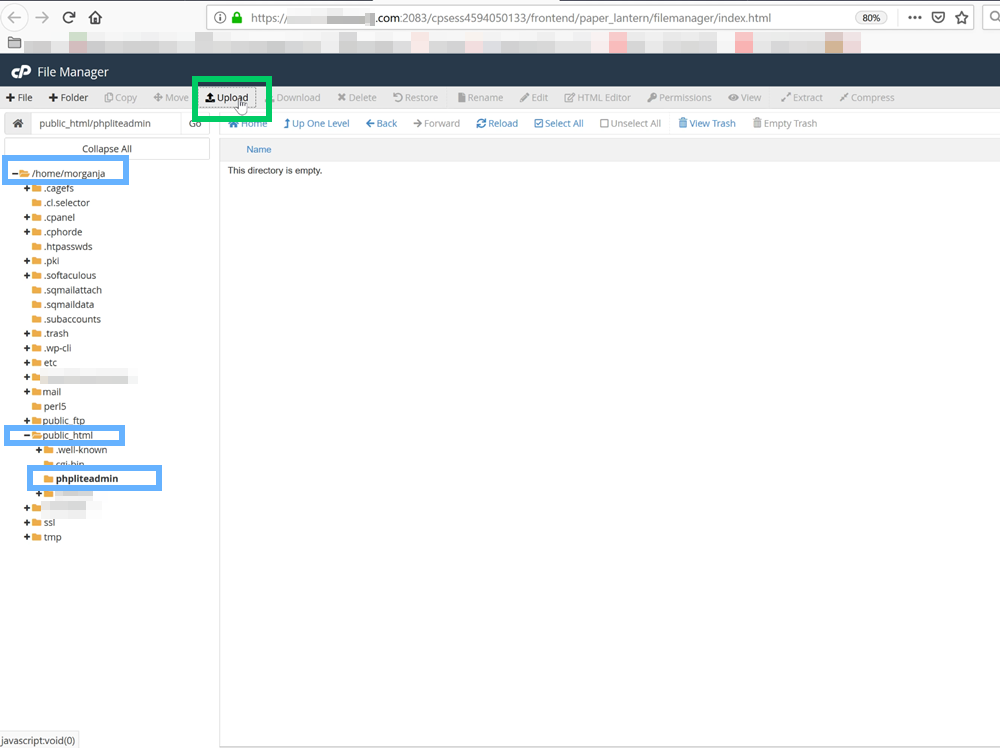 https:// .com:2083/cpsess4594050133/frontend/paper_lantern/filemanager/index.html 80%
cP File Manager
File Folder Copy Move Upload Download Delete Restore Rename Edit HTML Editor Permissions View Extract Compress
public_html/phpliteadmin Go Home Up One Level Back Forward Reload Select All Unselect All View Trash Empty Trash
Collapse All
Name
This directory is empty.
/home/morganja
.cagefs
.cl.selector
.cpanel
.cphorde
.htpasswds
.pki
.softaculous
.sqmailattach
.sqmaildata
.subaccounts
.trash
.wp-cli
etc
mail
perl5
public_ftp
public_html
.well-known
cgi-bin
phpliteadmin
ssl
tmp
javascript:void(0)